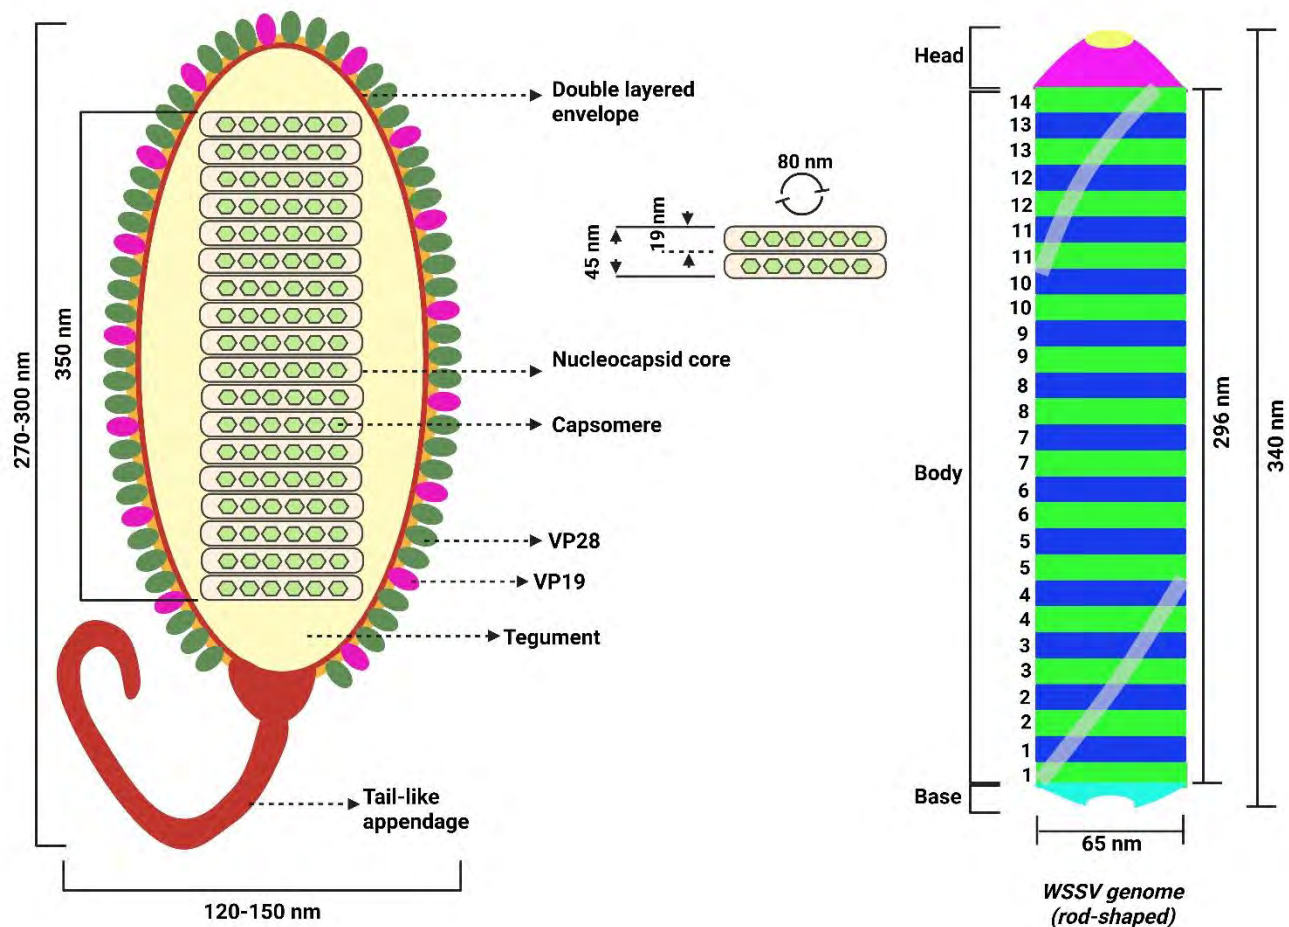 Double layered
envelope
350 nm
270-300 nm
Nucleocapsid core
Capsomere
VP28
VP19
Tegument
Tail-like
appendage
120-150 nm
80 nm
19 nm
45 nm
Head
14
13
13
12
12
11
11
10
10
9
9
8
8
7
7
6
6
5
5
4
4
3
3
2
2
1
1
Body
Base
296 nm
340 nm
65 nm
WSSV genome
(rod-shaped)